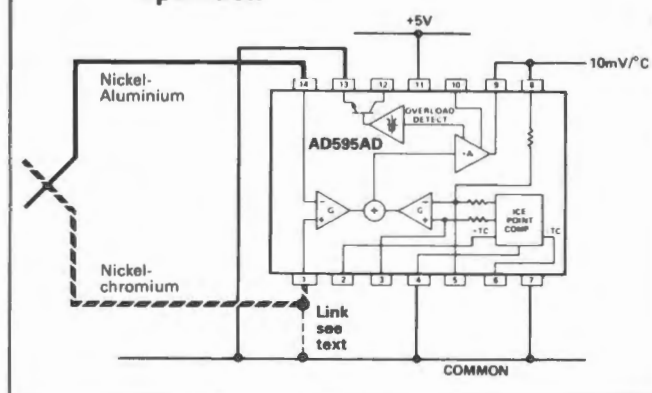 +5V
10mV/°C
Nickel-
Aluminium
14 13 12 11 10 9 8
OVERLOAD
DETECT
AD595AD
-A
G
+
G
ICE
POINT
COMP.
-TC
-TC
Nickel-
chromium
1 2 3 4 5 6 7
Link
see
text
COMMON